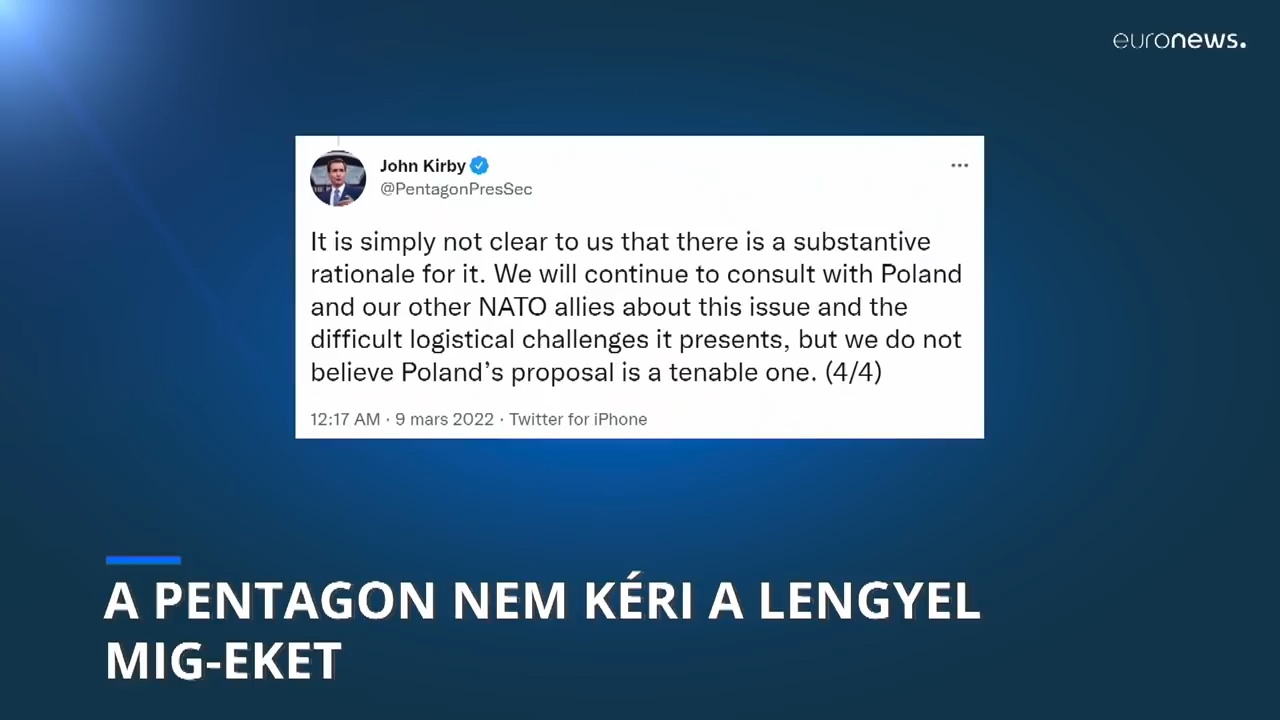 euronews.
John Kirby
@PentagonPresSec
It is simply not clear to us that there is a substantive
rationale for it. We will continue to consult with Poland
and our other NATO allies about this issue and the
difficult logistical challenges it presents, but we do not
believe Poland’s proposal is a tenable one. (4/4)
12:17 AM · 9 mars 2022 · Twitter for iPhone
A PENTAGON NEM KÉRI A LENGYEL
MIG-EKET